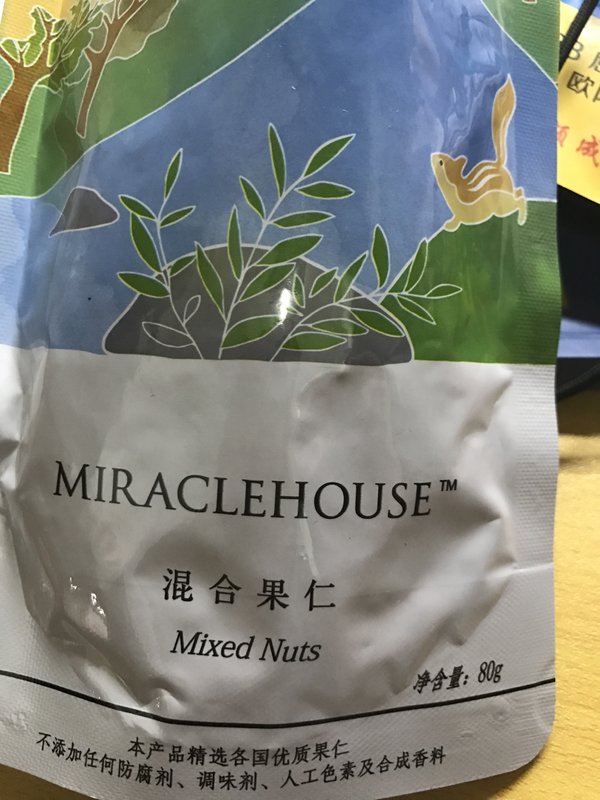 MIRACLEHOUSE™
混合果仁
Mixed Nuts
净含量：80g
本产品精选各国优质果仁
不添加任何防腐剂、调味剂、人工色素及合成香料
成